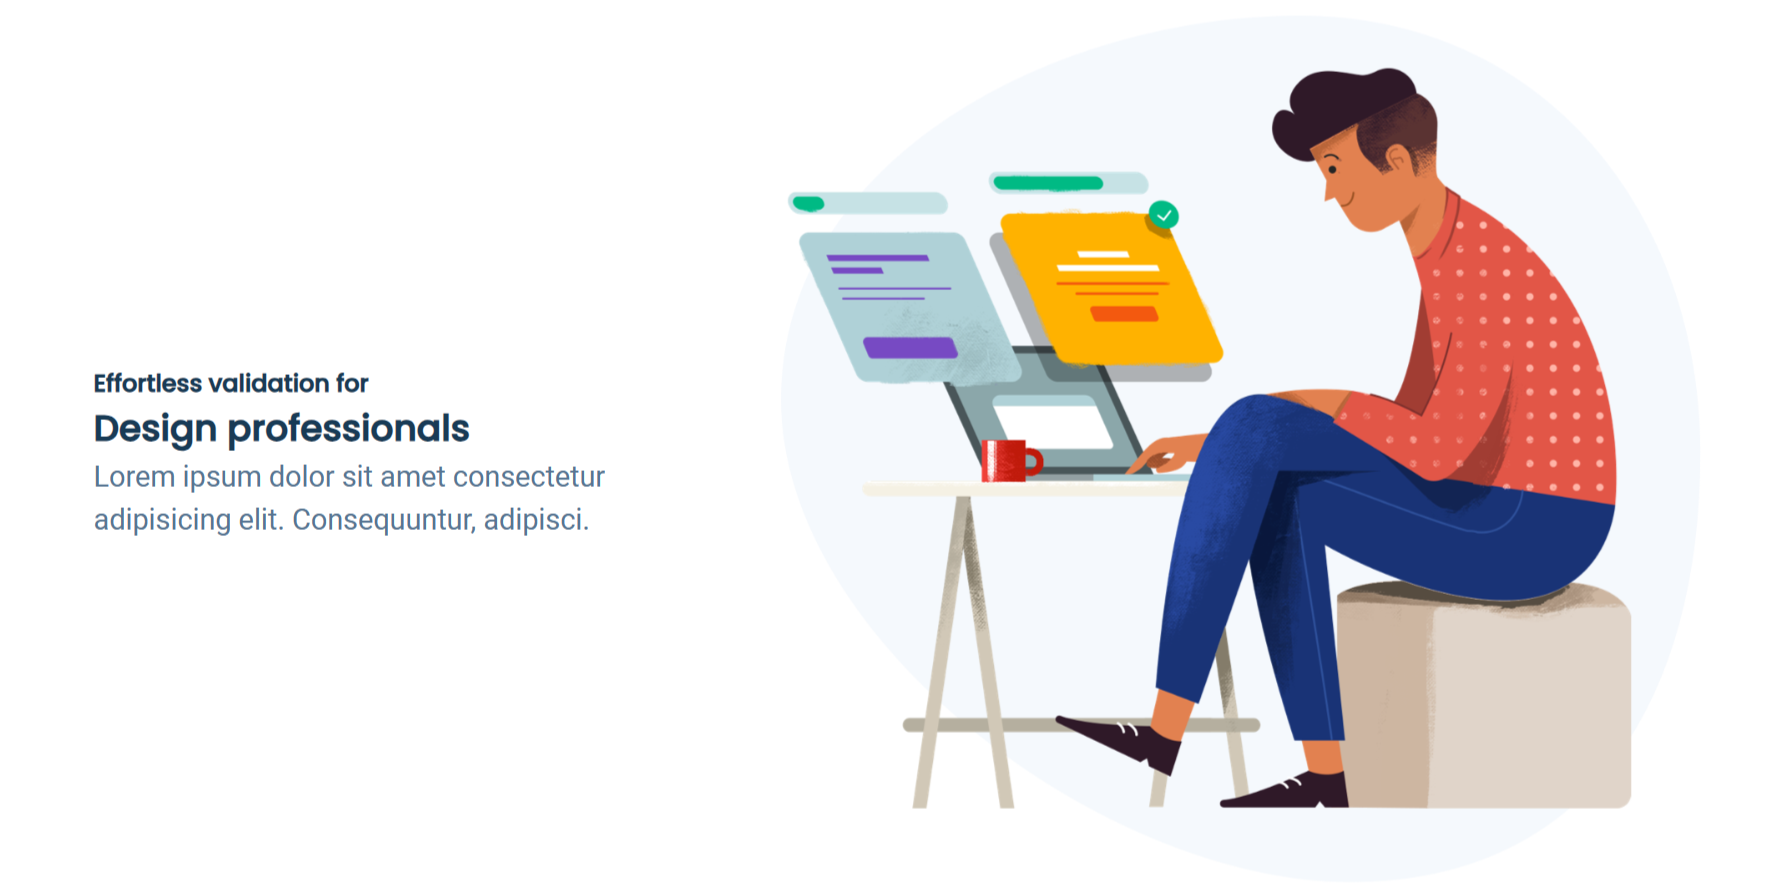 Effortless validation for
Design professionals
Lorem ipsum dolor sit amet consectetur
adipisicing elit. Consequuntur, adipisci.